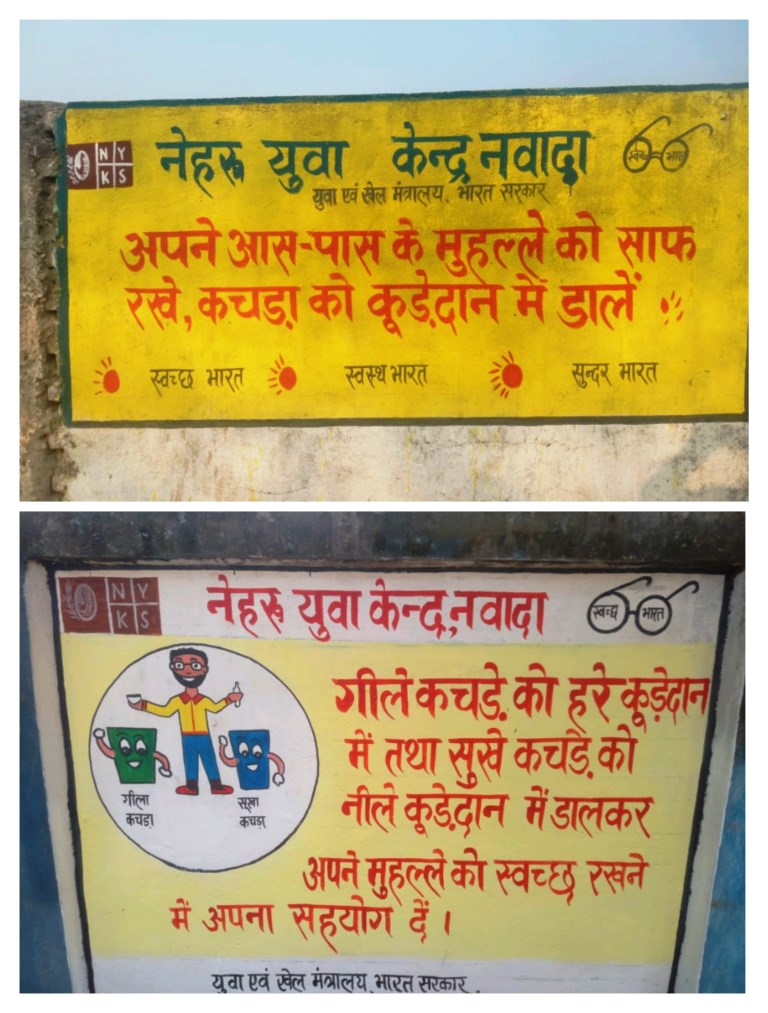 NY
KS
नेहरू युवा केन्द्र नवादा
स्वच्छ भारत
युवा एवं खेल मंत्रालय, भारत सरकार
अपने आस-पास के मुहल्ले को साफ
रखे, कचडा़ को कूडे़दान में डालें
स्वच्छ भारत
स्वस्थ भारत
सुन्दर भारत
NY
KS
नेहरू युवा केन्द्र, नवादा
स्वच्छ भारत
गीले कचडे़ को हरे कूडे़दान
में तथा सुखे कचडे़ को
नीले कूडे़दान में डालकर
अपने मुहल्ले को स्वच्छ रखने
में अपना सहयोग दें ।
गीला
कचडा़
सूखा
कचडा़
युवा एवं खेल मंत्रालय, भारत सरकार